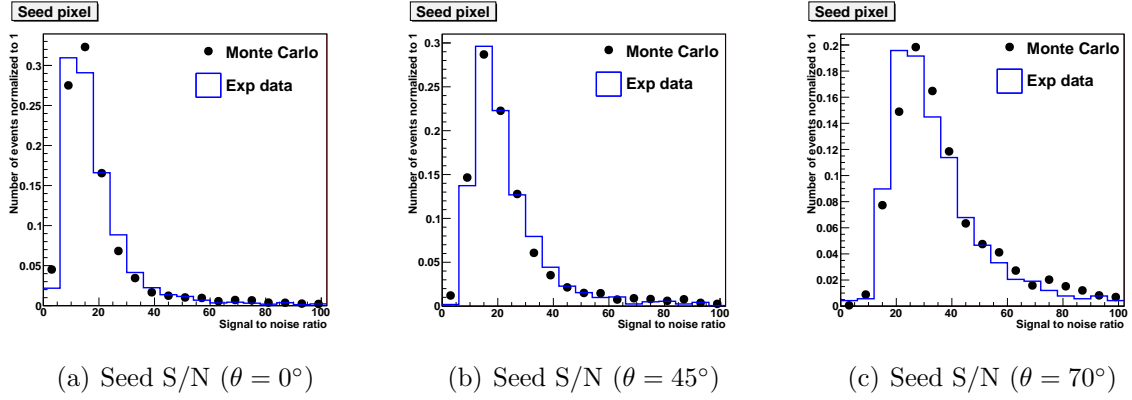 Seed pixel
Number of events normalized to 1
0.3
0.25
0.2
0.15
0.1
0.05
0
Monte Carlo
Exp data
0 20 40 60 80 100
Signal to noise ratio
(a) Seed S/N (θ = 0°)
Seed pixel
Number of events normalized to 1
0.3
0.25
0.2
0.15
0.1
0.05
0
Monte Carlo
Exp data
0 20 40 60 80 100
Signal to noise ratio
(b) Seed S/N (θ = 45°)
Seed pixel
Number of events normalized to 1
0.2
0.18
0.16
0.14
0.12
0.1
0.08
0.06
0.04
0.02
0
Monte Carlo
Exp data
0 20 40 60 80 100
Signal to noise ratio
(c) Seed S/N (θ = 70°)